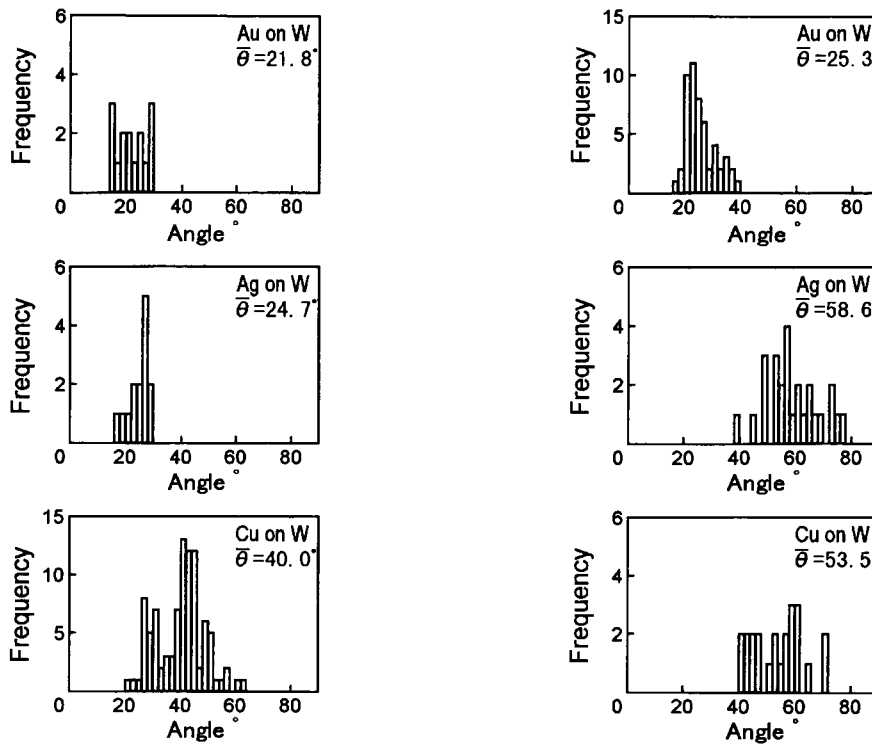 Au on W
θ̅ =21. 8°
Frequency
6
4
2
0 20 40 60 80
Angle °
Au on W
θ̅ =25. 3
Frequency
15
10
5
0 20 40 60 80
Angle °
Ag on W
θ̅ =24. 7°
Frequency
6
4
2
0 20 40 60 80
Angle °
Ag on W
θ̅ =58. 6
Frequency
6
4
2
0 20 40 60 80
Angle °
Cu on W
θ̅ =40. 0°
Frequency
15
10
5
0 20 40 60 80
Angle °
Cu on W
θ̅ =53. 5
Frequency
6
4
2
0 20 40 60 80
Angle °